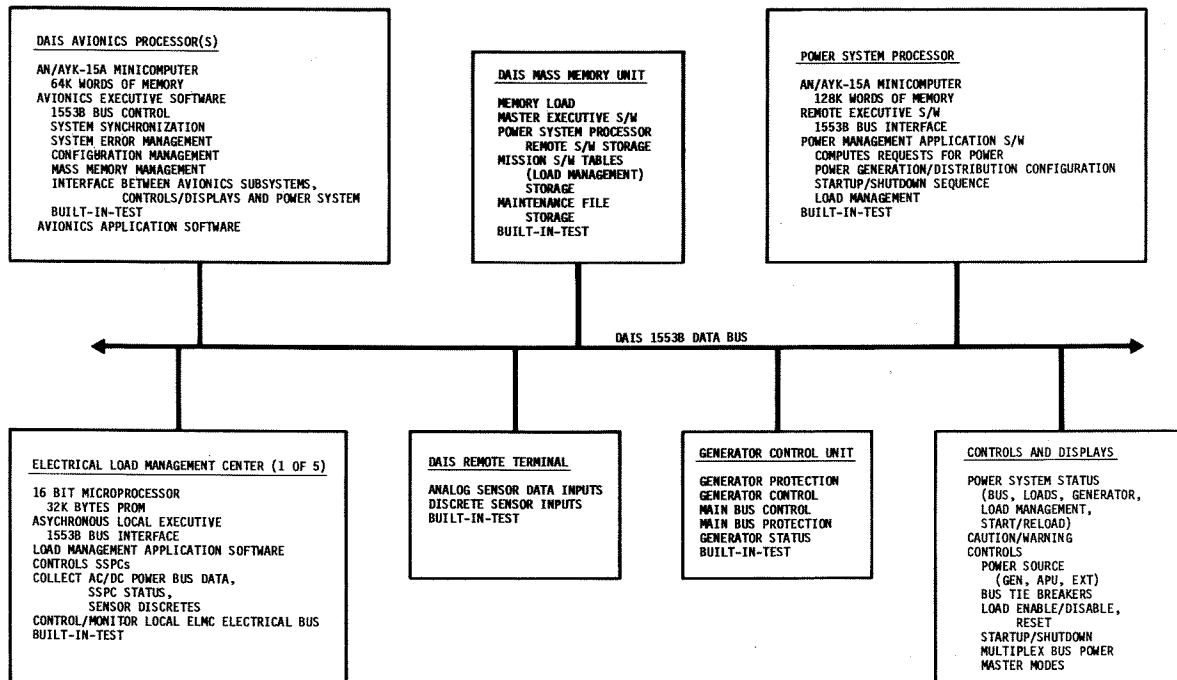 DAIS AVIONICS PROCESSOR(S)
AN/AYK-15A MINICOMPUTER
64K WORDS OF MEMORY
AVIONICS EXECUTIVE SOFTWARE
1553B BUS CONTROL
SYSTEM SYNCHRONIZATION
SYSTEM ERROR MANAGEMENT
CONFIGURATION MANAGEMENT
MASS MEMORY MANAGEMENT
INTERFACE BETWEEN AVIONICS SUBSYSTEMS,
CONTROLS/DISPLAYS AND POWER SYSTEM
BUILT-IN-TEST
AVIONICS APPLICATION SOFTWARE
DAIS MASS MEMORY UNIT
MEMORY LOAD
MASTER EXECUTIVE S/W
POWER SYSTEM PROCESSOR
REMOTE S/W STORAGE
MISSION S/W TABLES
(LOAD MANAGEMENT)
STORAGE
MAINTENANCE FILE
STORAGE
BUILT-IN-TEST
POWER SYSTEM PROCESSOR
AN/AYK-15A MINICOMPUTER
128K WORDS OF MEMORY
REMOTE EXECUTIVE S/W
1553B BUS INTERFACE
POWER MANAGEMENT APPLICATION S/W
COMPUTES REQUESTS FOR POWER
POWER GENERATION/DISTRIBUTION CONFIGURATION
STARTUP/SHUTDOWN SEQUENCE
LOAD MANAGEMENT
BUILT-IN-TEST
DAIS 1553B DATA BUS
ELECTRICAL LOAD MANAGEMENT CENTER (1 OF 5)
16 BIT MICROPROCESSOR
32K BYTES PROM
ASYCHRONOUS LOCAL EXECUTIVE
1553B BUS INTERFACE
LOAD MANAGEMENT APPLICATION SOFTWARE
CONTROLS SSPCs
COLLECT AC/DC POWER BUS DATA,
SSPC STATUS,
SENSOR DISCRETES
CONTROL/MONITOR LOCAL ELMC ELECTRICAL BUS
BUILT-IN-TEST
DAIS REMOTE TERMINAL
ANALOG SENSOR DATA INPUTS
DISCRETE SENSOR INPUTS
BUILT-IN-TEST
GENERATOR CONTROL UNIT
GENERATOR PROTECTION
GENERATOR CONTROL
MAIN BUS CONTROL
MAIN BUS PROTECTION
GENERATOR STATUS
BUILT-IN-TEST
CONTROLS AND DISPLAYS
POWER SYSTEM STATUS
(BUS, LOADS, GENERATOR,
LOAD MANAGEMENT,
START/RELOAD)
CAUTION/WARNING
CONTROLS
POWER SOURCE
(GEN, APU, EXT)
BUS TIE BREAKERS
LOAD ENABLE/DISABLE,
RESET
STARTUP/SHUTDOWN
MULTIPLEX BUS POWER
MASTER MODES